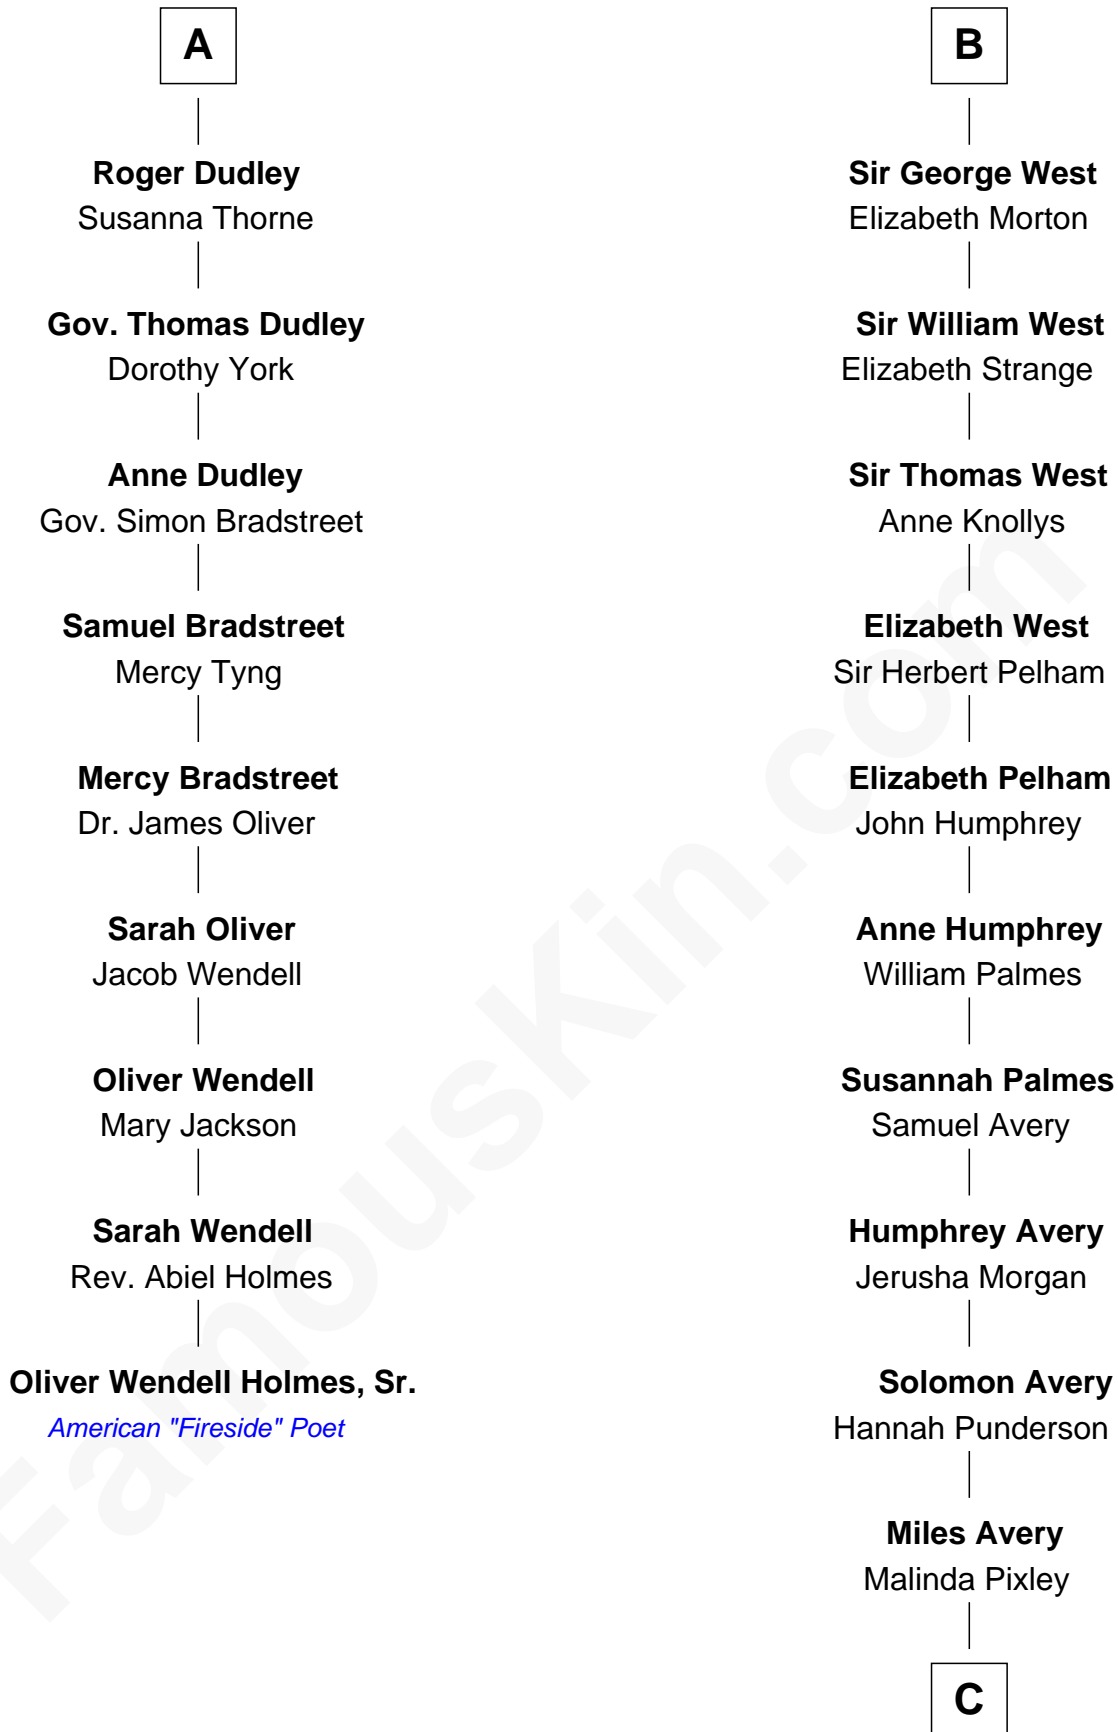 A
Roger Dudley
Susanna Thorne
Gov. Thomas Dudley
Dorothy York
Anne Dudley
Gov. Simon Bradstreet
Samuel Bradstreet
Mercy Tyng
Mercy Bradstreet
Dr. James Oliver
Sarah Oliver
Jacob Wendell
Oliver Wendell
Mary Jackson
Sarah Wendell
Rev. Abiel Holmes
Oliver Wendell Holmes, Sr.
American "Fireside" Poet
B
Sir George West
Elizabeth Morton
Sir William West
Elizabeth Strange
Sir Thomas West
Anne Knollys
Elizabeth West
Sir Herbert Pelham
Elizabeth Pelham
John Humphrey
Anne Humphrey
William Palmes
Susannah Palmes
Samuel Avery
Humphrey Avery
Jerusha Morgan
Solomon Avery
Hannah Punderson
Miles Avery
Malinda Pixley
C
FamousKin.com